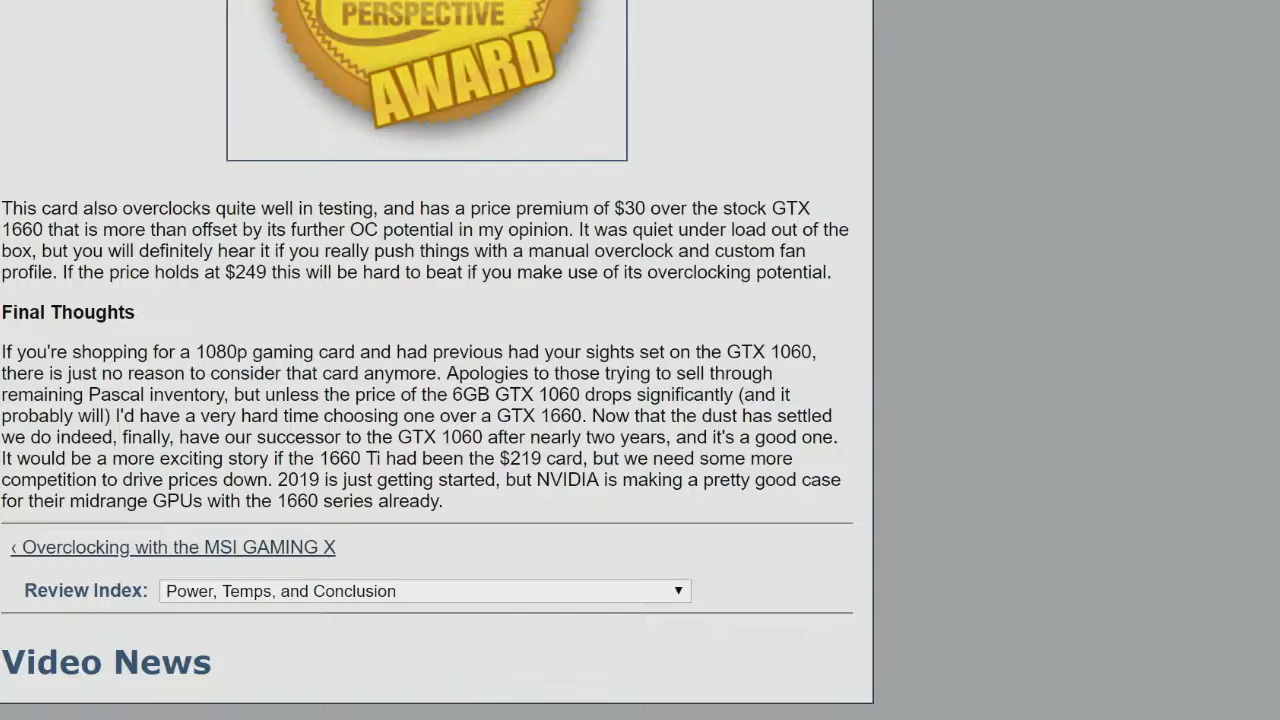 PERSPECTIVE
AWARD
This card also overclocks quite well in testing, and has a price premium of $30 over the stock GTX
1660 that is more than offset by its further OC potential in my opinion. It was quiet under load out of the
box, but you will definitely hear it if you really push things with a manual overclock and custom fan
profile. If the price holds at $249 this will be hard to beat if you make use of its overclocking potential.
Final Thoughts
If you're shopping for a 1080p gaming card and had previous had your sights set on the GTX 1060,
there is just no reason to consider that card anymore. Apologies to those trying to sell through
remaining Pascal inventory, but unless the price of the 6GB GTX 1060 drops significantly (and it
probably will) I'd have a very hard time choosing one over a GTX 1660. Now that the dust has settled
we do indeed, finally, have our successor to the GTX 1060 after nearly two years, and it's a good one.
It would be a more exciting story if the 1660 Ti had been the $219 card, but we need some more
competition to drive prices down. 2019 is just getting started, but NVIDIA is making a pretty good case
for their midrange GPUs with the 1660 series already.
‹ Overclocking with the MSI GAMING X
Review Index: Power, Temps, and Conclusion
Video News